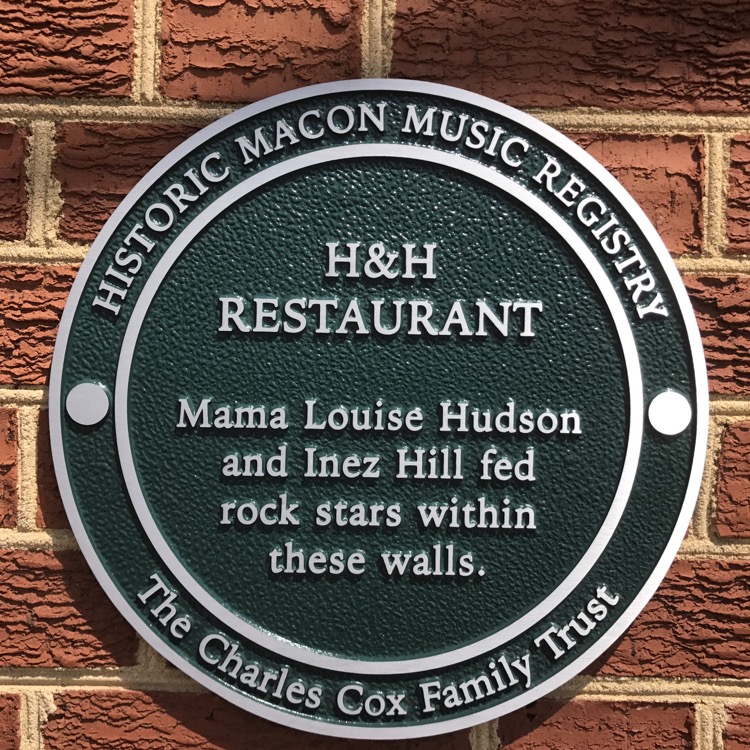 HISTORIC MACON MUSIC REGISTRY
H&H
RESTAURANT
Mama Louise Hudson
and Inez Hill fed
rock stars within
these walls.
The Charles Cox Family Trust